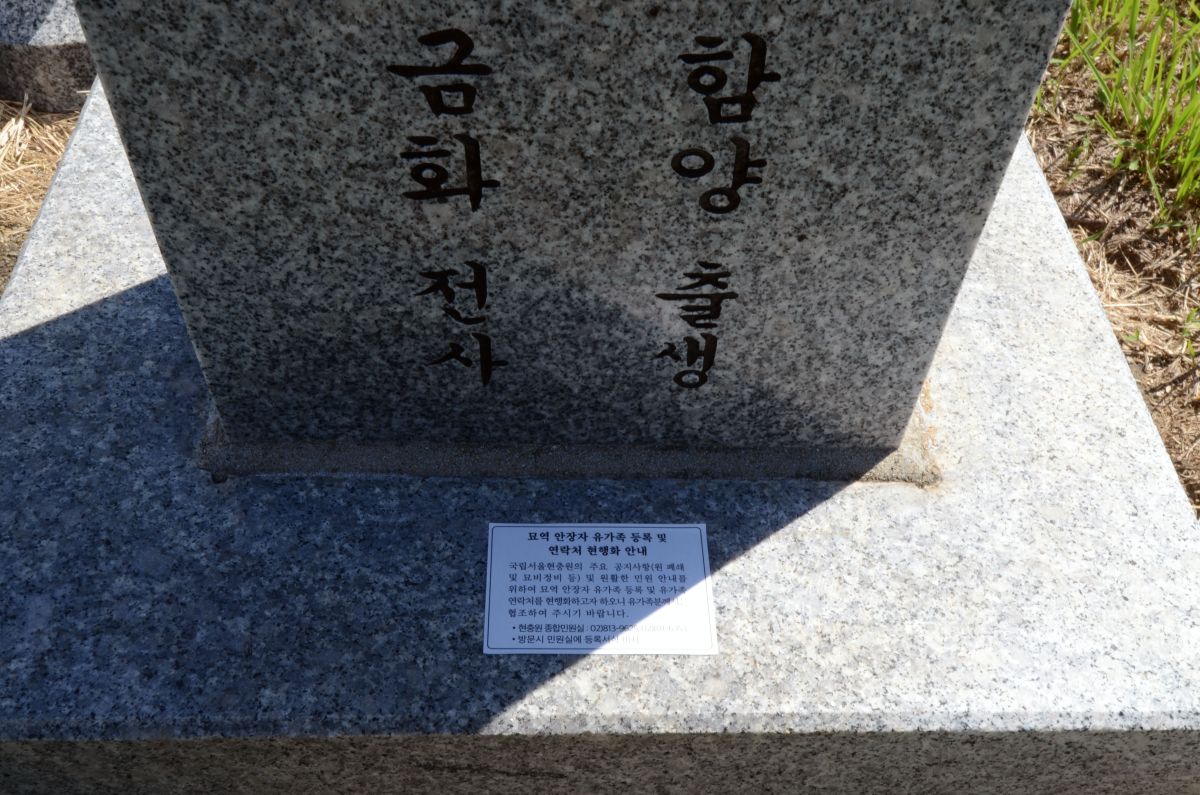 함양 출생
금화 전사
묘역 안장자 유가족 등록 및
연락처 현행화 안내
국립서울현충원의 주요 공지사항(원 폐쇄
및 묘비정비 등) 및 원활한 민원 안내를
위하여 묘역 안장자 유가족 등록 및 유가족
연락처를 현행화하고자 하오니 유가족분께서는
협조하여 주시기 바랍니다.
• 현충원 종합민원실 : 02)813-
• 방문시 민원실에